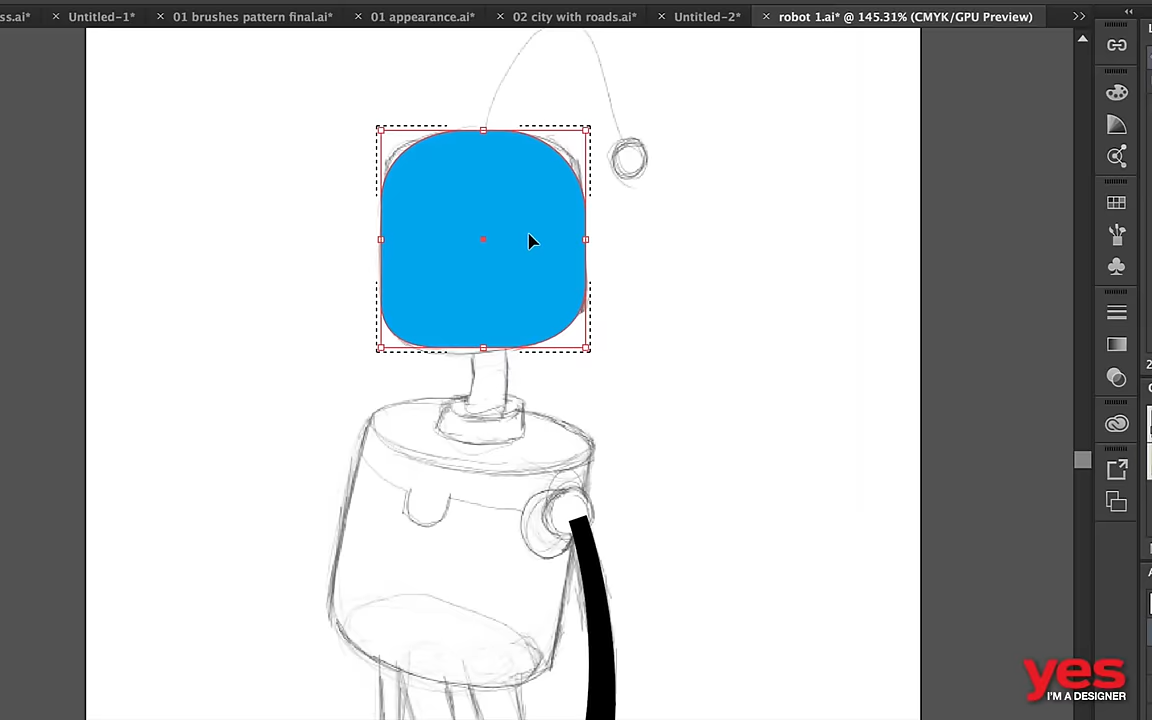 ss.ai* × Untitled-1* × 01 brushes pattern final.ai* × 01 appearance.ai* × 02 city with roads.ai* × Untitled-2* × robot 1.ai* @ 145.31% (CMYK/GPU Preview)
yes
I'M A DESIGNER